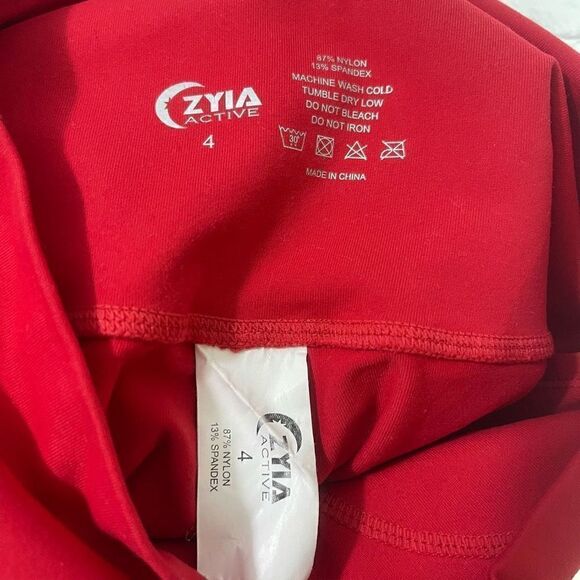 ZYIA
ACTIVE
4
87% NYLON
13% SPANDEX
MACHINE WASH COLD
TUMBLE DRY LOW
DO NOT BLEACH
DO NOT IRON
30°
MADE IN CHINA
ZYIA
ACTIVE
4
87% NYLON
13% SPANDEX